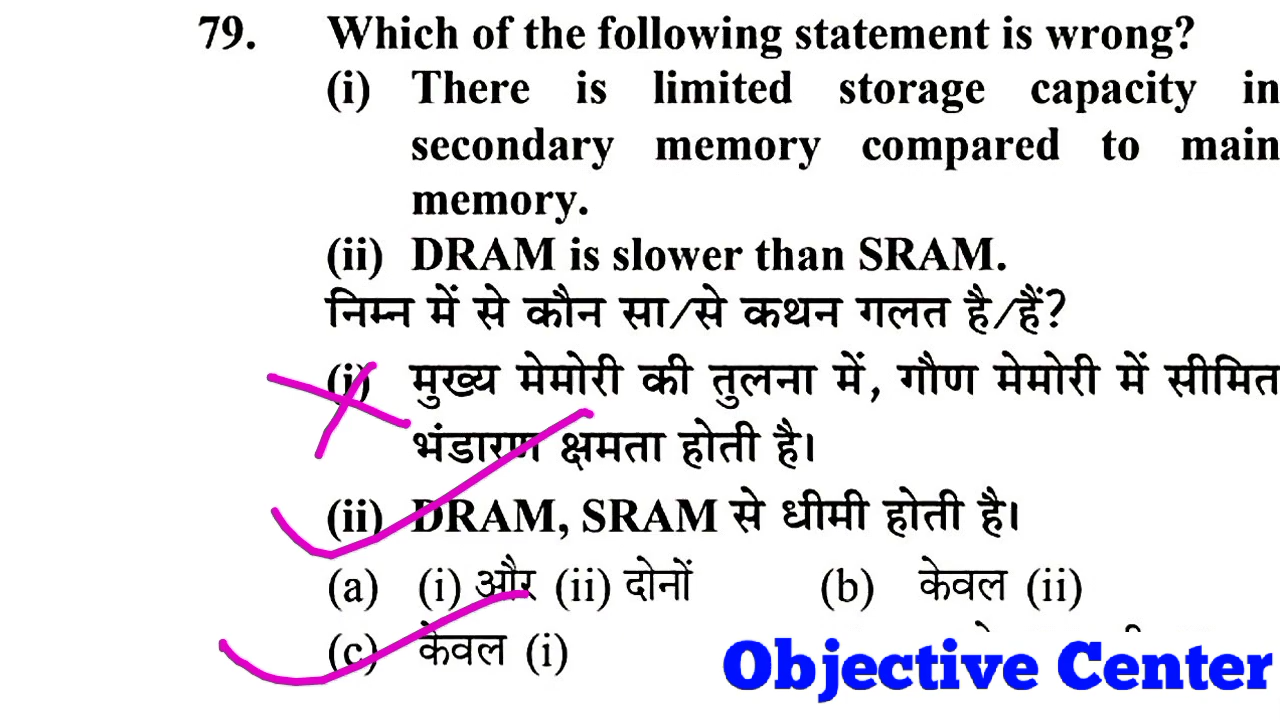 79. Which of the following statement is wrong?
(i) There is limited storage capacity in
secondary memory compared to main
memory.
(ii) DRAM is slower than SRAM.
निम्न में से कौन सा/से कथन गलत है/हैं?
(i) मुख्य मेमोरी की तुलना में, गौण मेमोरी में सीमित
भंडारण क्षमता होती है।
(ii) DRAM, SRAM से धीमी होती है।
(a) (i) और (ii) दोनों (b) केवल (ii)
(c) केवल (i)
Objective Center